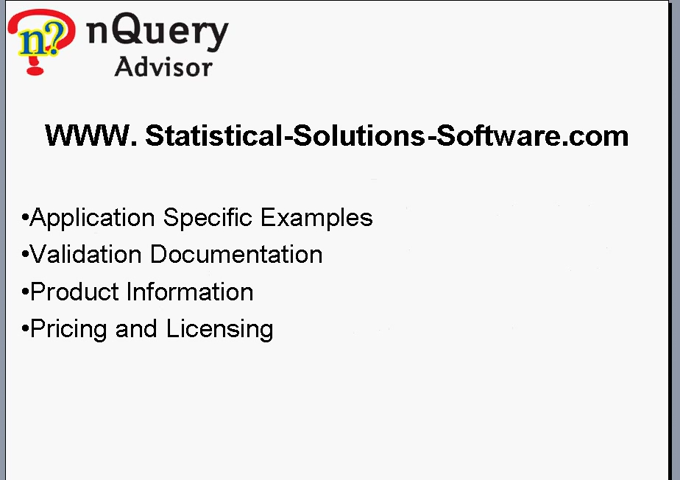 n?
nQuery
Advisor
WWW. Statistical-Solutions-Software.com
•Application Specific Examples
•Validation Documentation
•Product Information
•Pricing and Licensing